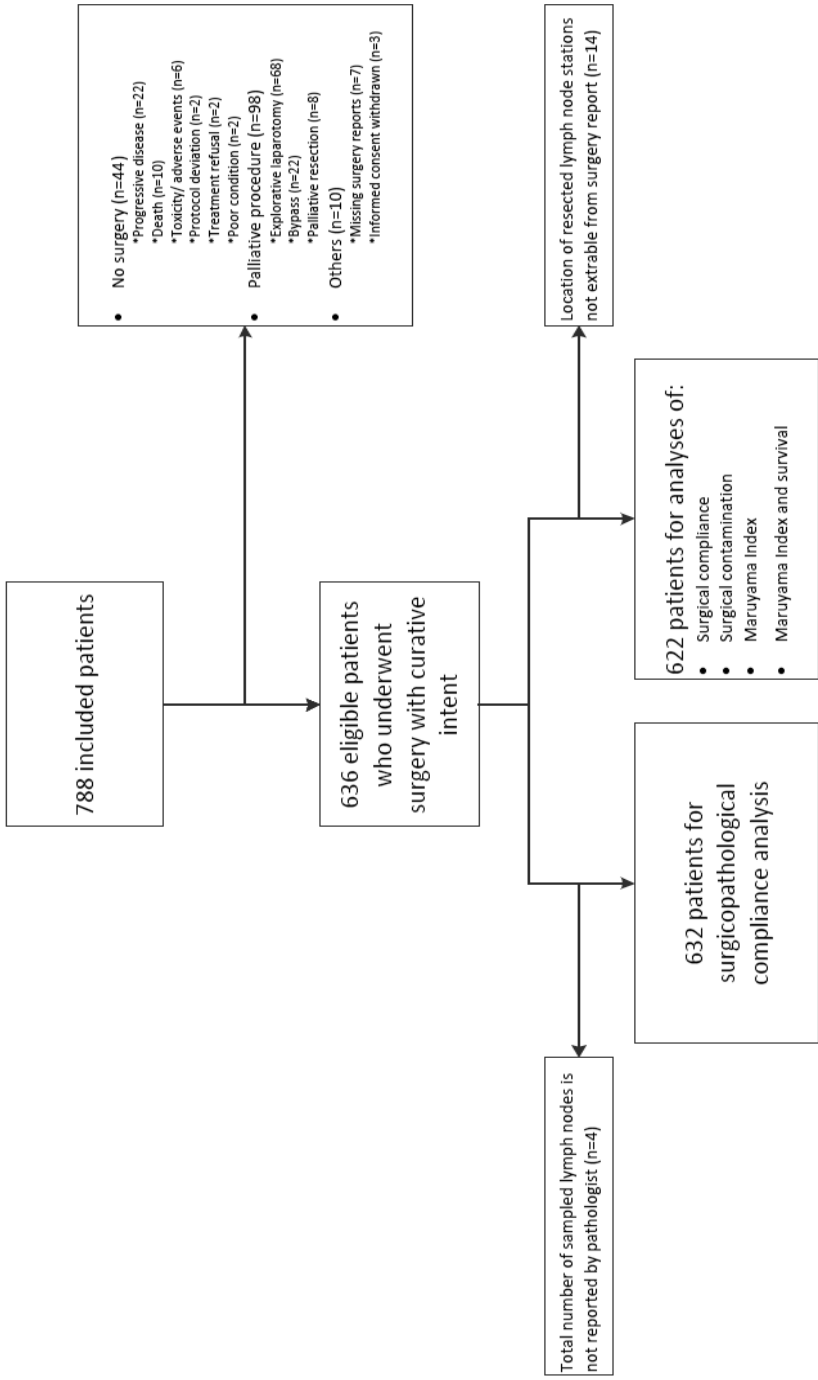 788 included patients
• No surgery (n=44)
*Progressive disease (n=22)
*Death (n=10)
*Toxicity/ adverse events (n=6)
*Protocol deviation (n=2)
*Treatment refusal (n=2)
*Poor condition (n=2)
• Palliative procedure (n=98)
*Explorative laparotomy (n=68)
*Bypass (n=22)
*Palliative resection (n=8)
• Others (n=10)
*Missing surgery reports (n=7)
*Informed consent withdrawn (n=3)
636 eligible patients
who underwent
surgery with curative
intent
Total number of sampled lymph nodes is
not reported by pathologist (n=4)
Location of resected lymph node stations
not extrable from surgery report (n=14)
632 patients for
surgicopathological
compliance analysis
622 patients for analyses of:
• Surgical compliance
• Surgical contamination
• Maruyama Index
• Maruyama Index and survival